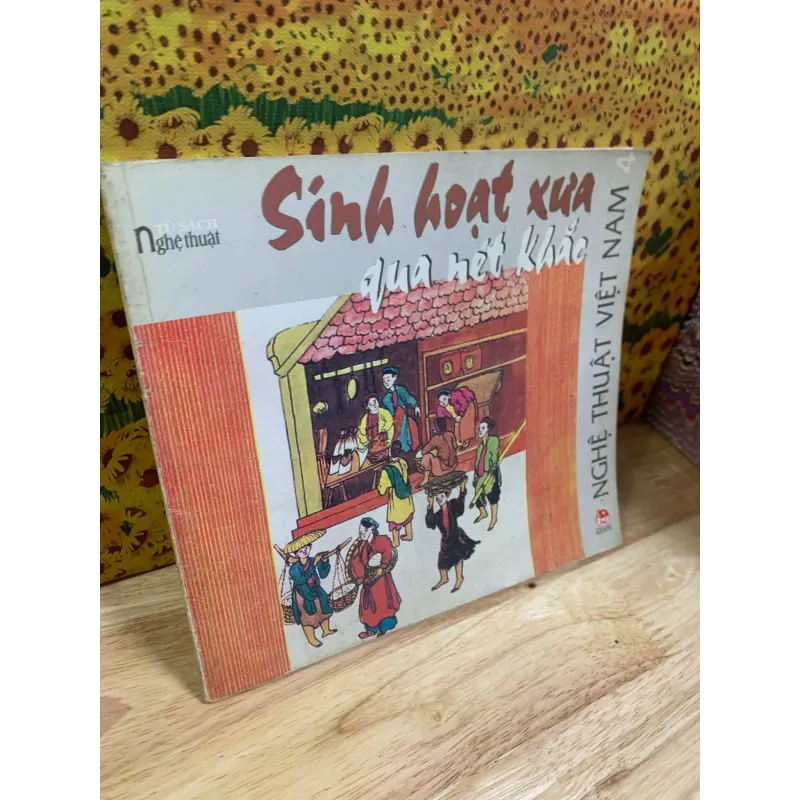 TỦ SÁCH
Nghệ thuật
Sinh hoạt xưa
qua nét khắc
NGHỆ THUẬT VIỆT NAM 4